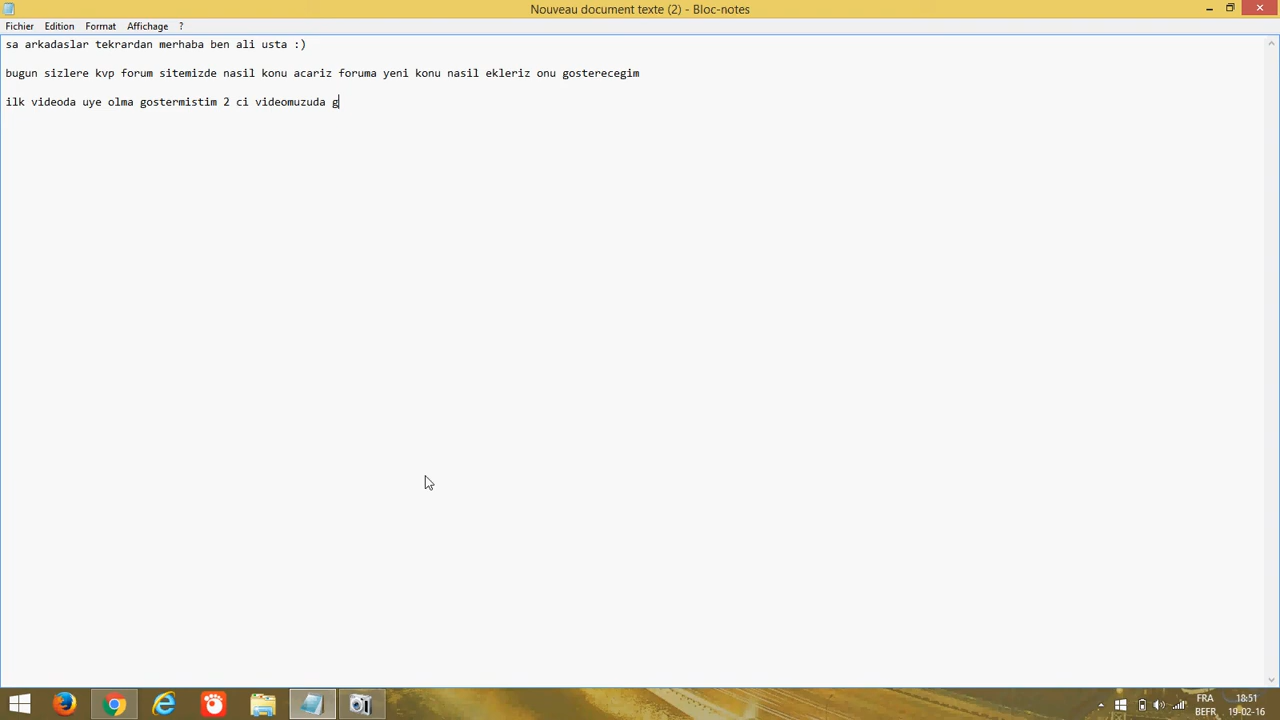 Nouveau document texte (2) - Bloc-notes
Fichier Edition Format Affichage ?
sa arkadaslar tekrardan merhaba ben ali usta :)
bugun sizlere kvp forum sitemizde nasil konu acariz foruma yeni konu nasil ekleriz onu gosterecegim
ilk videoda uye olma gostermistim 2 ci videomuzuda g
FRA 18:51
BEFR 19-02-16